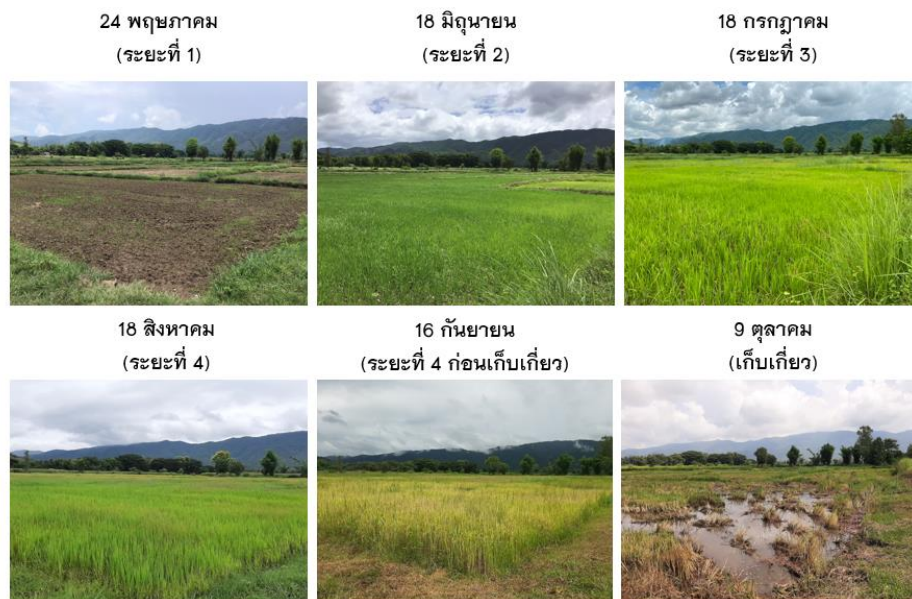 24 พฤษภาคม
(ระยะที่ 1)
18 มิถุนายน
(ระยะที่ 2)
18 กรกฎาคม
(ระยะที่ 3)
18 สิงหาคม
(ระยะที่ 4)
16 กันยายน
(ระยะที่ 4 ก่อนเก็บเกี่ยว)
9 ตุลาคม
(เก็บเกี่ยว)